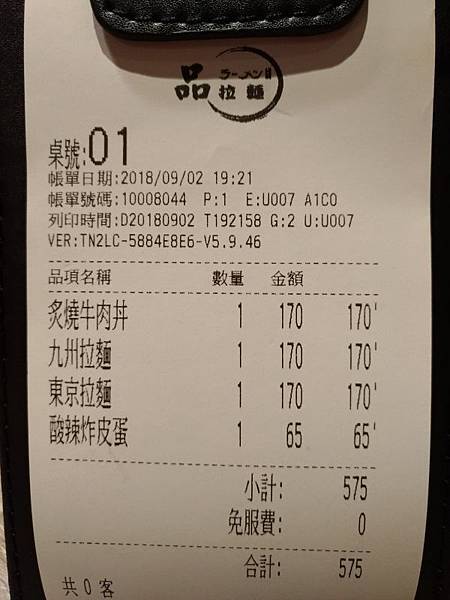 品 ラーメン
拉麵
桌號:01
帳單日期:2018/09/02 19:21
帳單號碼:10008044 P:1 E:U007 A1C0
列印時間:D20180902 T192158 G:2 U:U007
VER:TN2LC-5884E8E6-V5.9.46
品項名稱 數量 金額
炙燒牛肉丼 1 170 170'
九州拉麵 1 170 170'
東京拉麵 1 170 170'
酸辣炸皮蛋 1 65 65'
小計: 575
免服費: 0
合計: 575
共 0 客